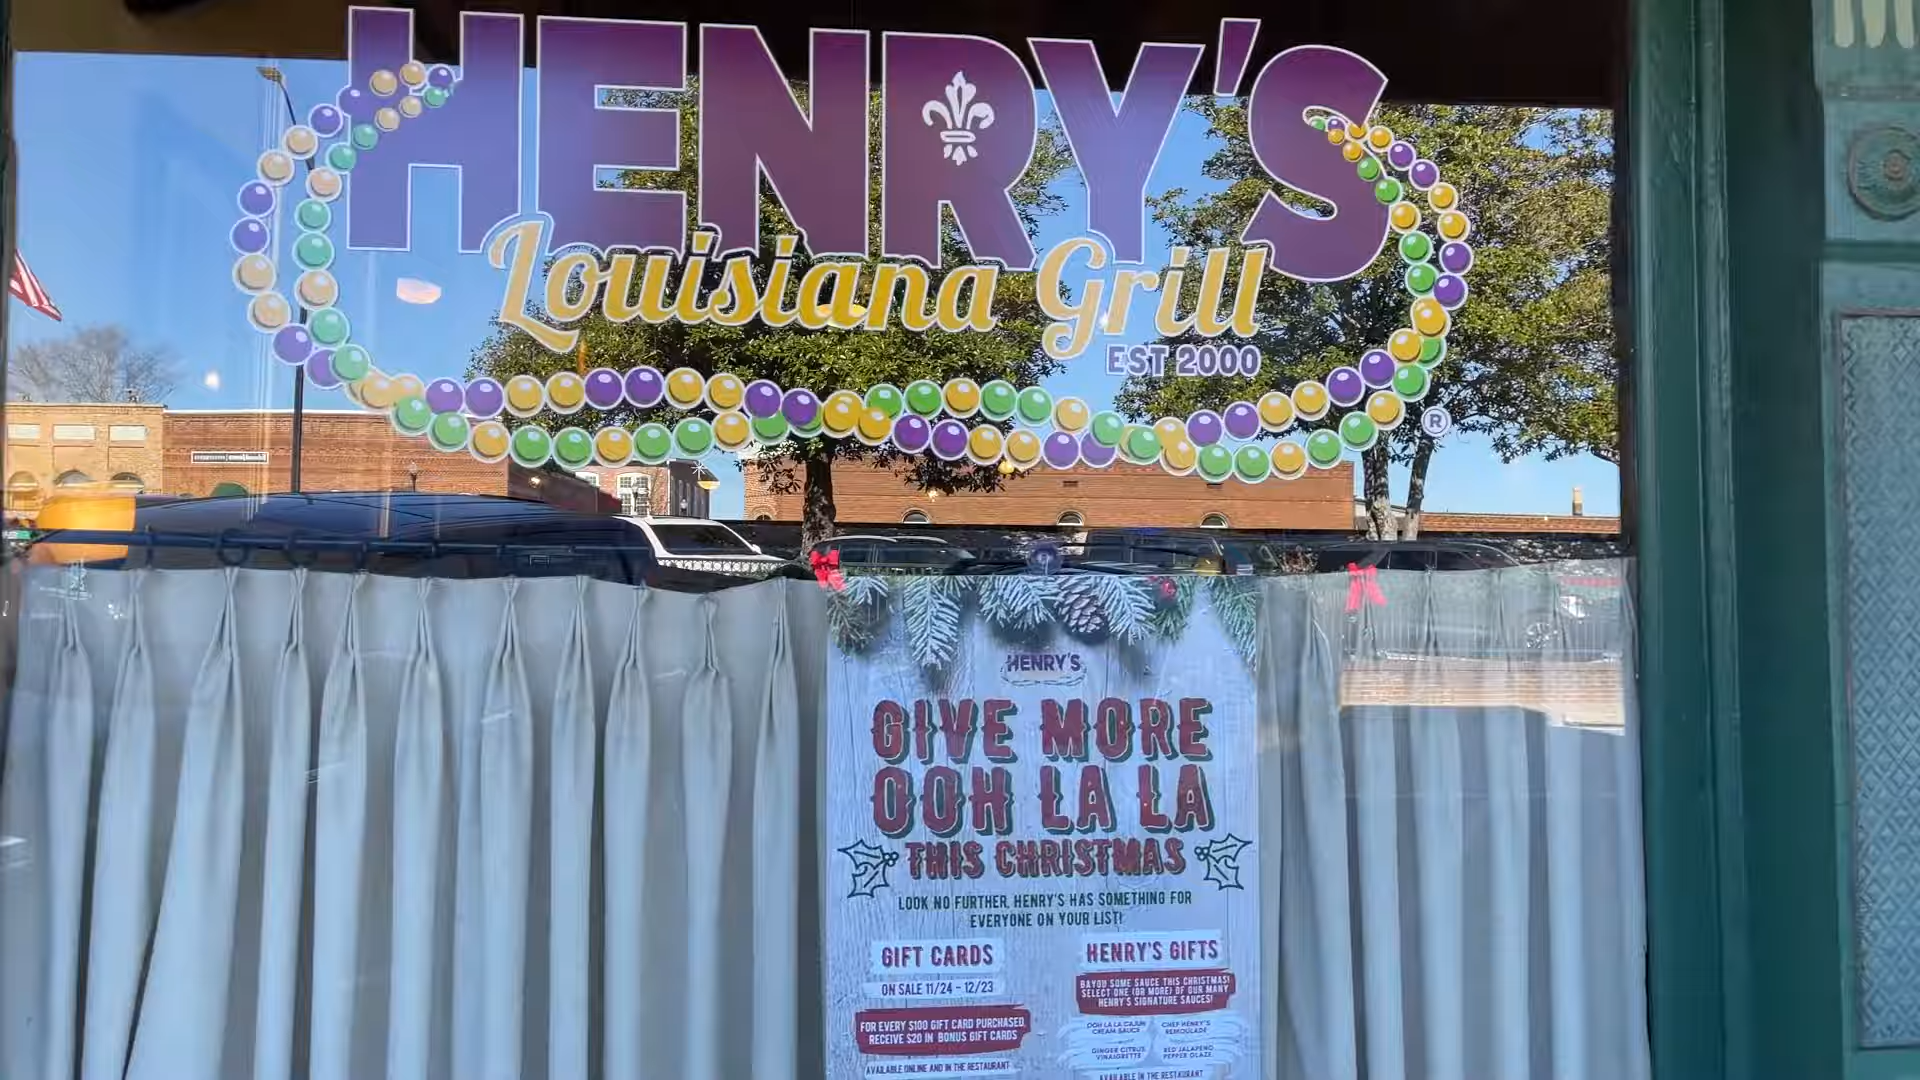 HENRY'S
Louisiana Grill
EST 2000
®
HENRY'S
GIVE MORE
OOH LA LA
THIS CHRISTMAS
LOOK NO FURTHER, HENRY'S HAS SOMETHING FOR
EVERYONE ON YOUR LIST!
GIFT CARDS
ON SALE 11/24 - 12/23
FOR EVERY $100 GIFT CARD PURCHASED,
RECEIVE $20 IN BONUS GIFT CARDS
AVAILABLE ONLINE AND IN THE RESTAURANT
HENRY'S GIFTS
BAYOU SOME SAUCE THIS CHRISTMAS!
SELECT ONE (OR MORE) OF OUR MANY
HENRY'S SIGNATURE SAUCES!
OOH LA LA CAJUN
CREAM SAUCE
CHEF HENRY'S
REMOULADE
GINGER CITRUS
VINAIGRETTE
RED JALAPENO
PEPPER GLAZE
AVAILABLE IN THE RESTAURANT